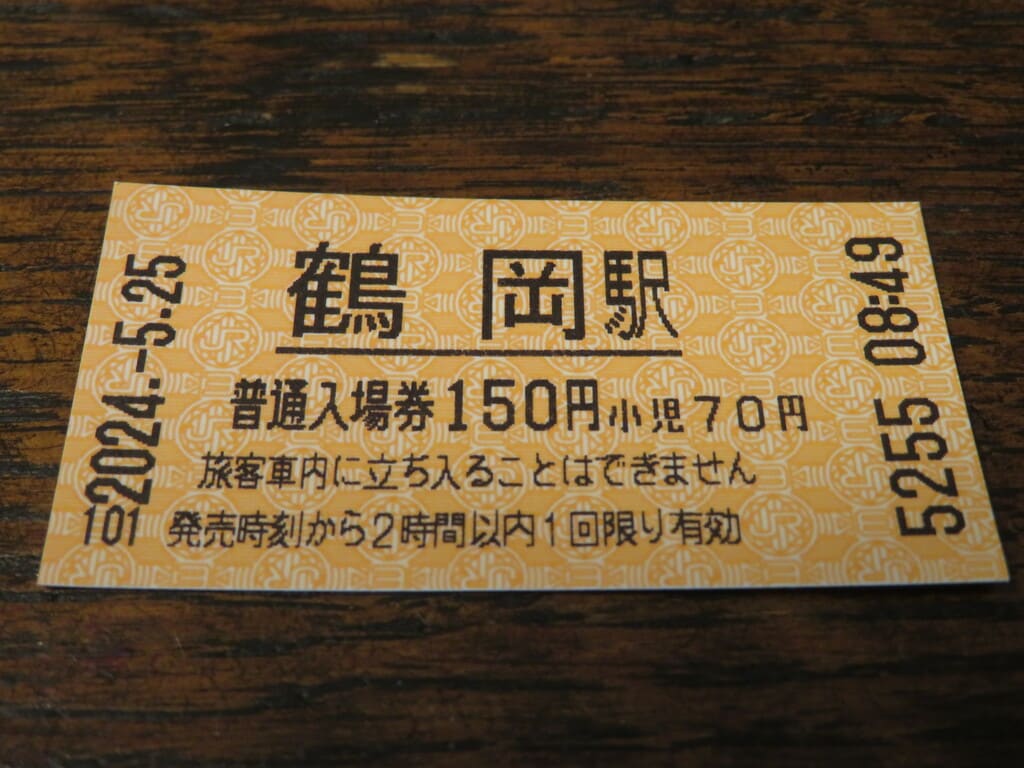 鶴岡駅
普通入場券150円小児70円
旅客車内に立ち入ることはできません
発売時刻から2時間以内1回限り有効
2024.-5.25
101
08:49
5255